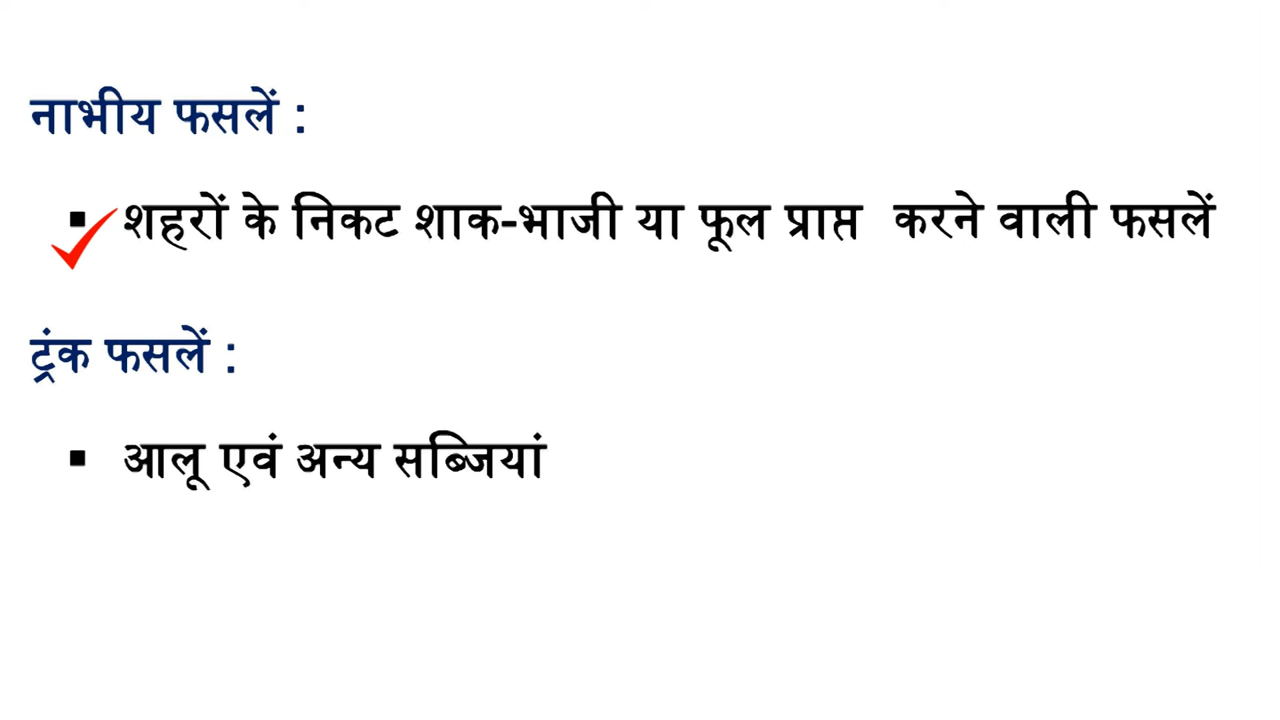 नाभीय फसलें :
▪ शहरों के निकट शाक-भाजी या फूल प्राप्त करने वाली फसलें
ट्रंक फसलें :
▪ आलू एवं अन्य सब्जियां